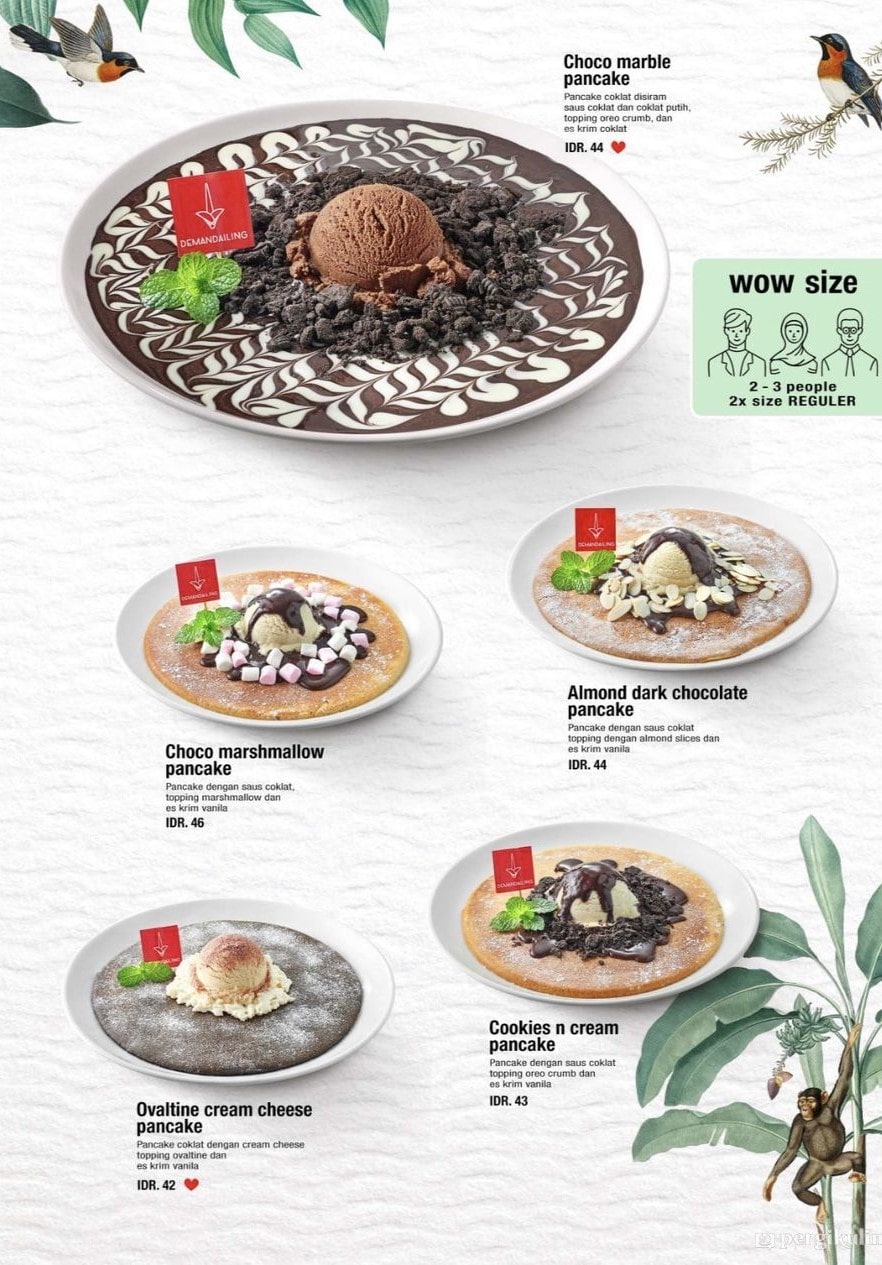 Choco marble
pancake
Pancake coklat disiram
saus coklat dan coklat putih,
topping oreo crumb, dan
es krim coklat
IDR. 44
DEMANDAILING
WOW size
2 - 3 people
2x size REGULER
DEMANDAILING
DEMANDAILING
Almond dark chocolate
pancake
Pancake dengan saus coklat
topping dengan almond slices dan
es krim vanila
IDR. 44
Choco marshmallow
pancake
Pancake dengan saus coklat,
topping marshmallow dan
es krim vanila
IDR. 46
DEMANDAILING
Cookies n cream
pancake
Pancake dengan saus coklat
topping oreo crumb dan
es krim vanila
IDR. 43
Ovaltine cream cheese
pancake
Pancake coklat dengan cream cheese
topping ovaltine dan
es krim vanila
IDR. 42
pergikulin